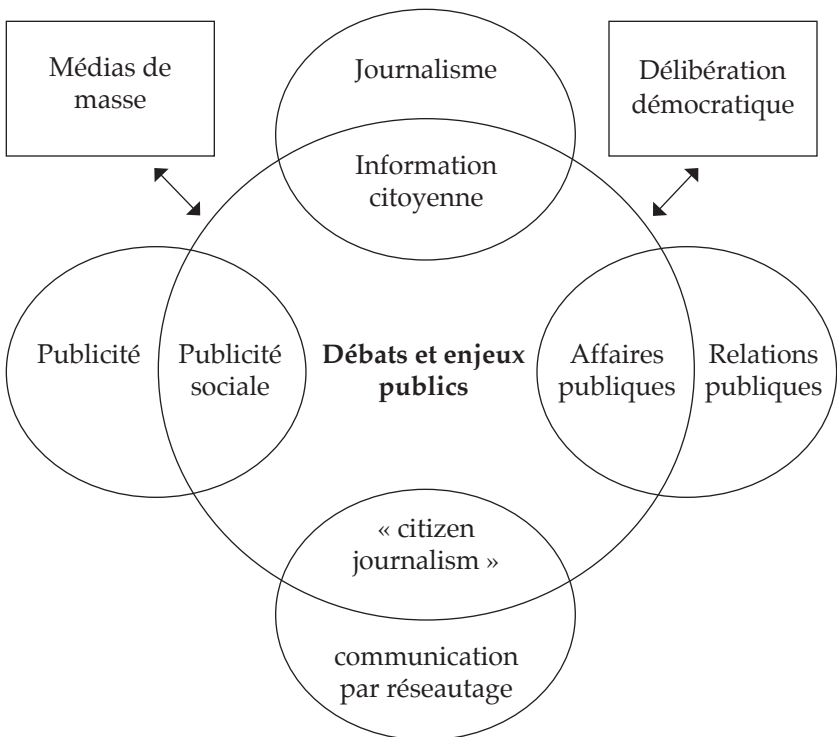 Médias de
masse
Journalisme
Délibération
démocratique
Information
citoyenne
Publicité
Publicité
sociale
Débats et enjeux
publics
Affaires
publiques
Relations
publiques
« citizen
journalism »
communication
par réseautage